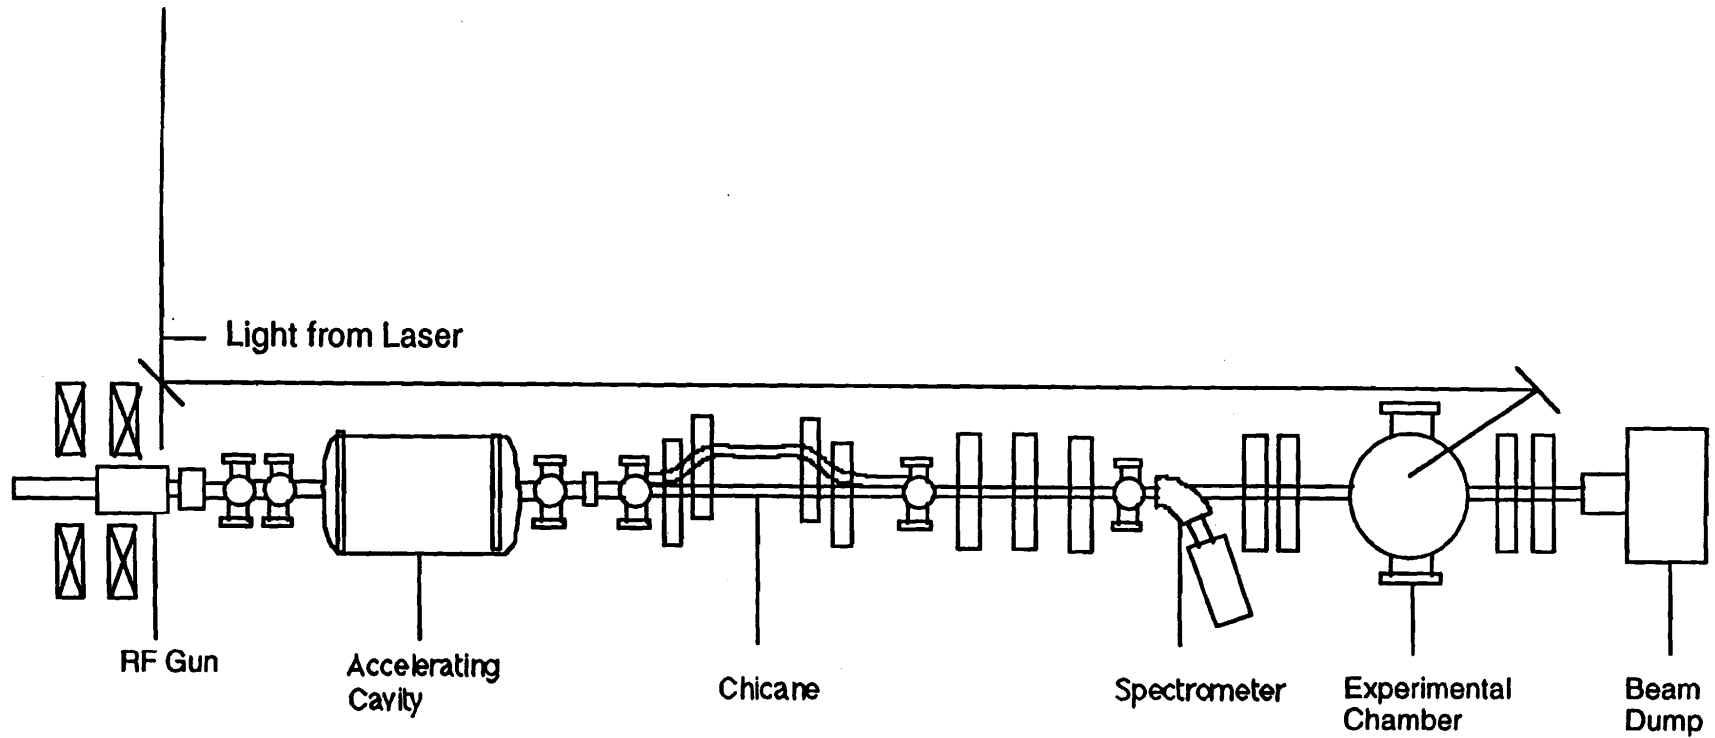 Light from Laser
RF Gun
Accelerating
Cavity
Chicane
Spectrometer
Experimental
Chamber
Beam
Dump